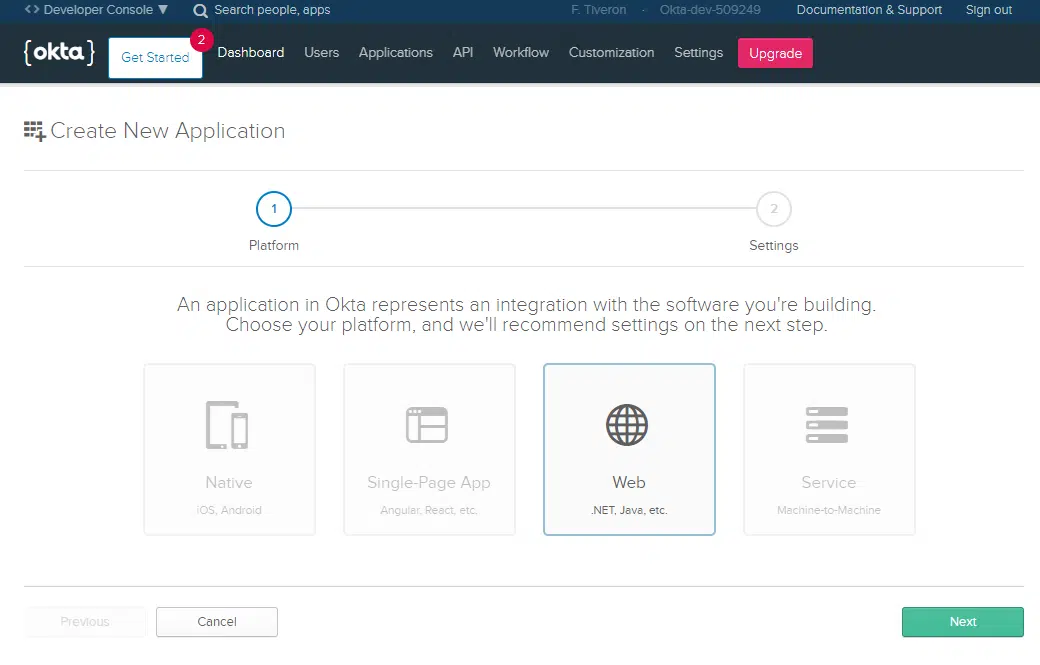 <> Developer Console ▼ Search people, apps F. Tiveron · Okta-dev-509249 Documentation & Support Sign out
{okta} Get Started 2 Dashboard Users Applications API Workflow Customization Settings Upgrade
Create New Application
1 2
Platform Settings
An application in Okta represents an integration with the software you're building.
Choose your platform, and we'll recommend settings on the next step.
Native Single-Page App Web Service
iOS, Android Angular, React, etc. .NET, Java, etc. Machine-to-Machine
Previous Cancel Next